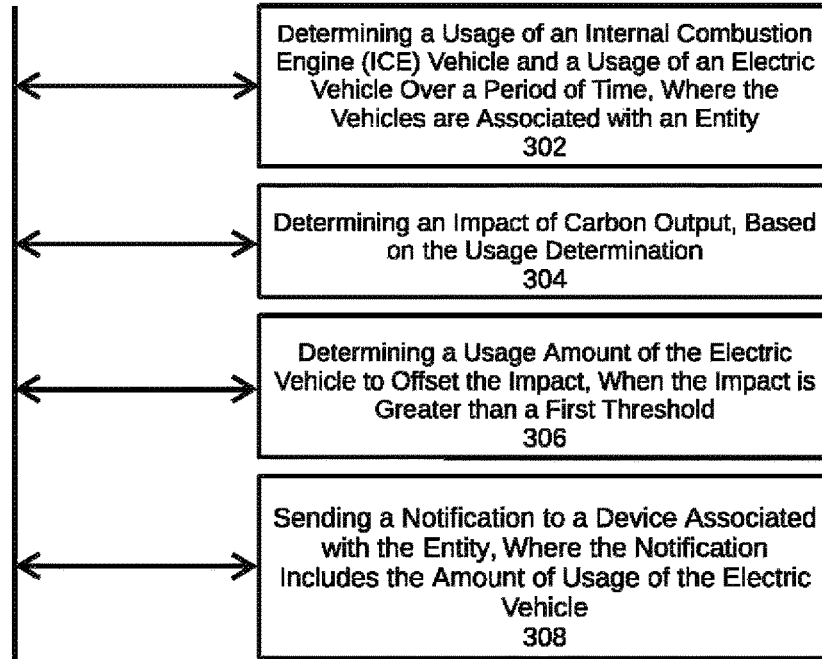 Determining a Usage of an Internal Combustion
Engine (ICE) Vehicle and a Usage of an Electric
Vehicle Over a Period of Time, Where the
Vehicles are Associated with an Entity
302
Determining an Impact of Carbon Output, Based
on the Usage Determination
304
Determining a Usage Amount of the Electric
Vehicle to Offset the Impact, When the Impact is
Greater than a First Threshold
306
Sending a Notification to a Device Associated
with the Entity, Where the Notification
Includes the Amount of Usage of the Electric
Vehicle
308